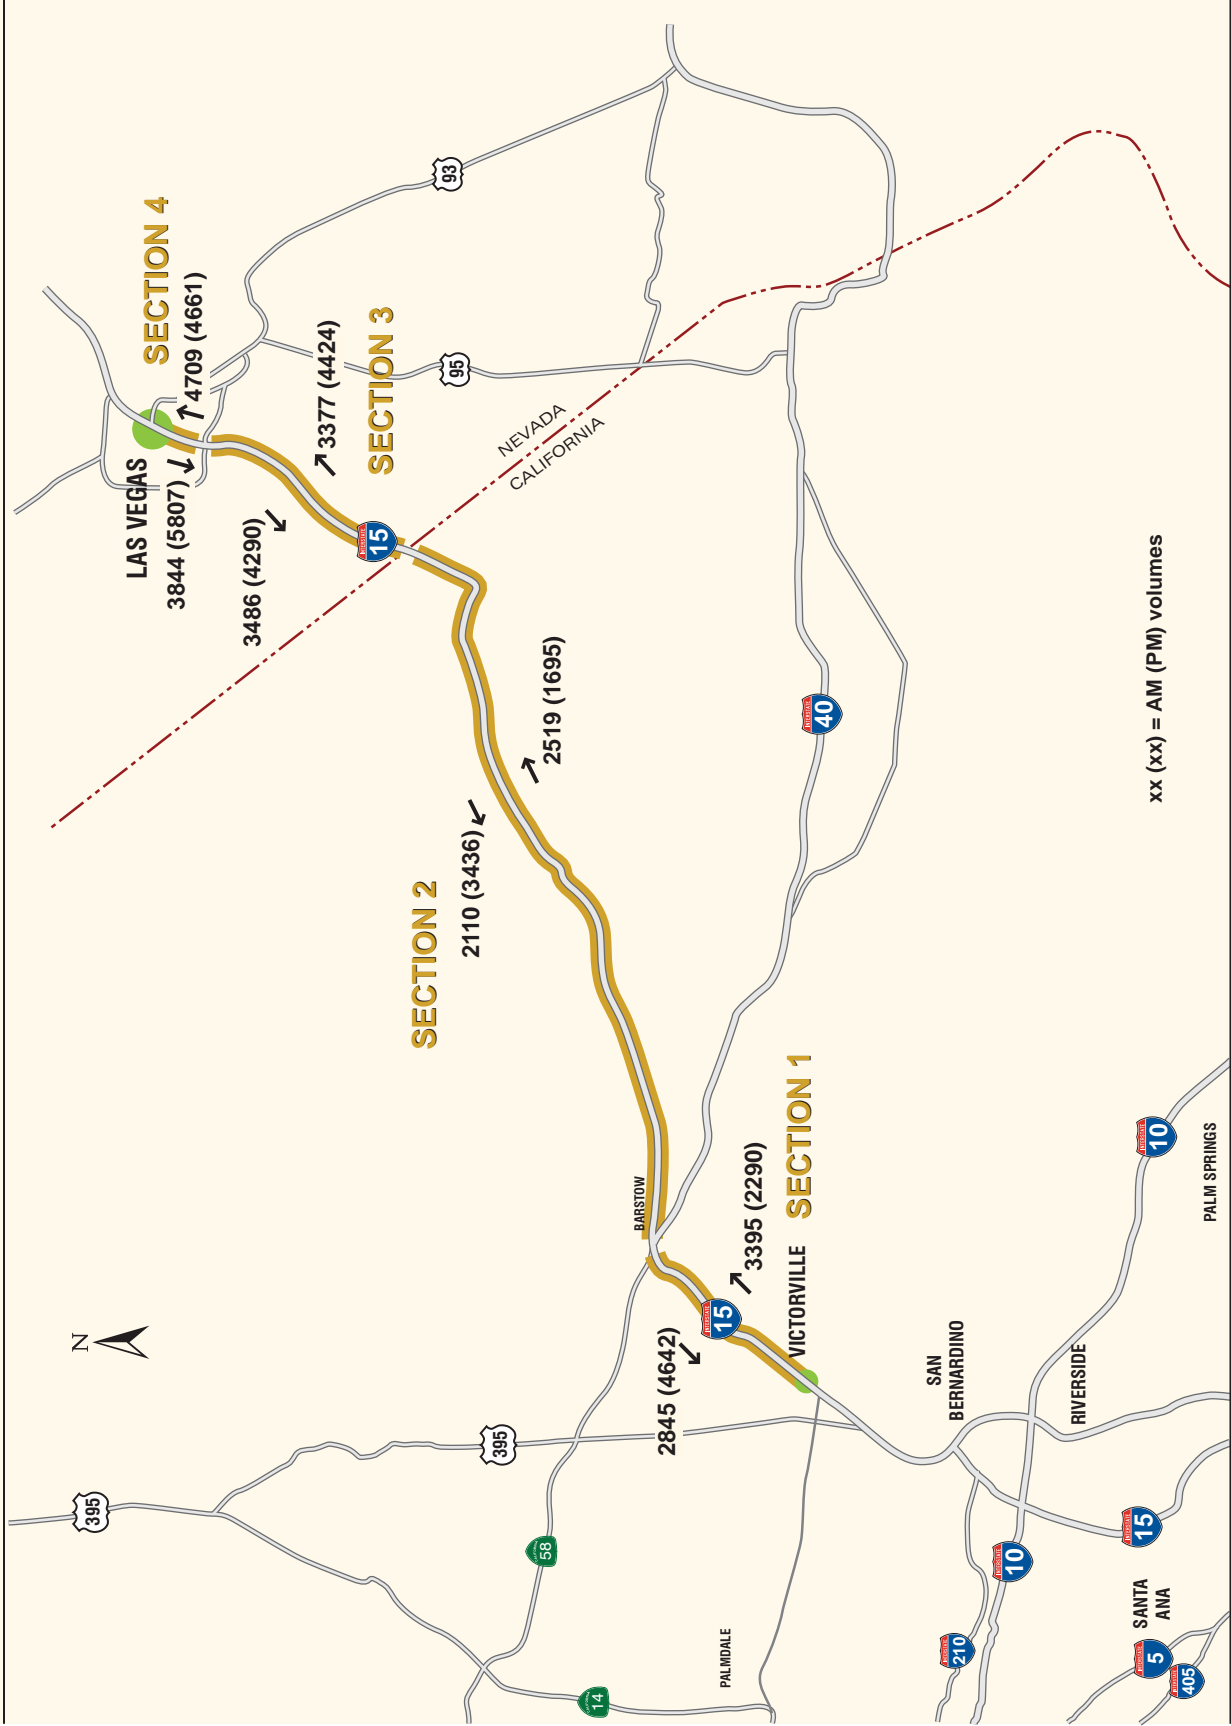 N
SECTION 4
4709 (4661)
LAS VEGAS
3844 (5807)
3486 (4290)
3377 (4424)
SECTION 3
93
95
15
NEVADA
CALIFORNIA
SECTION 2
2110 (3436)
2519 (1695)
40
BARSTOW
SECTION 1
3395 (2290)
2845 (4642)
15
VICTORVILLE
395
395
58
14
PALMDALE
SAN
BERNARDINO
RIVERSIDE
10
PALM SPRINGS
210
10
15
SANTA
ANA
5
405
xx (xx) = AM (PM) volumes